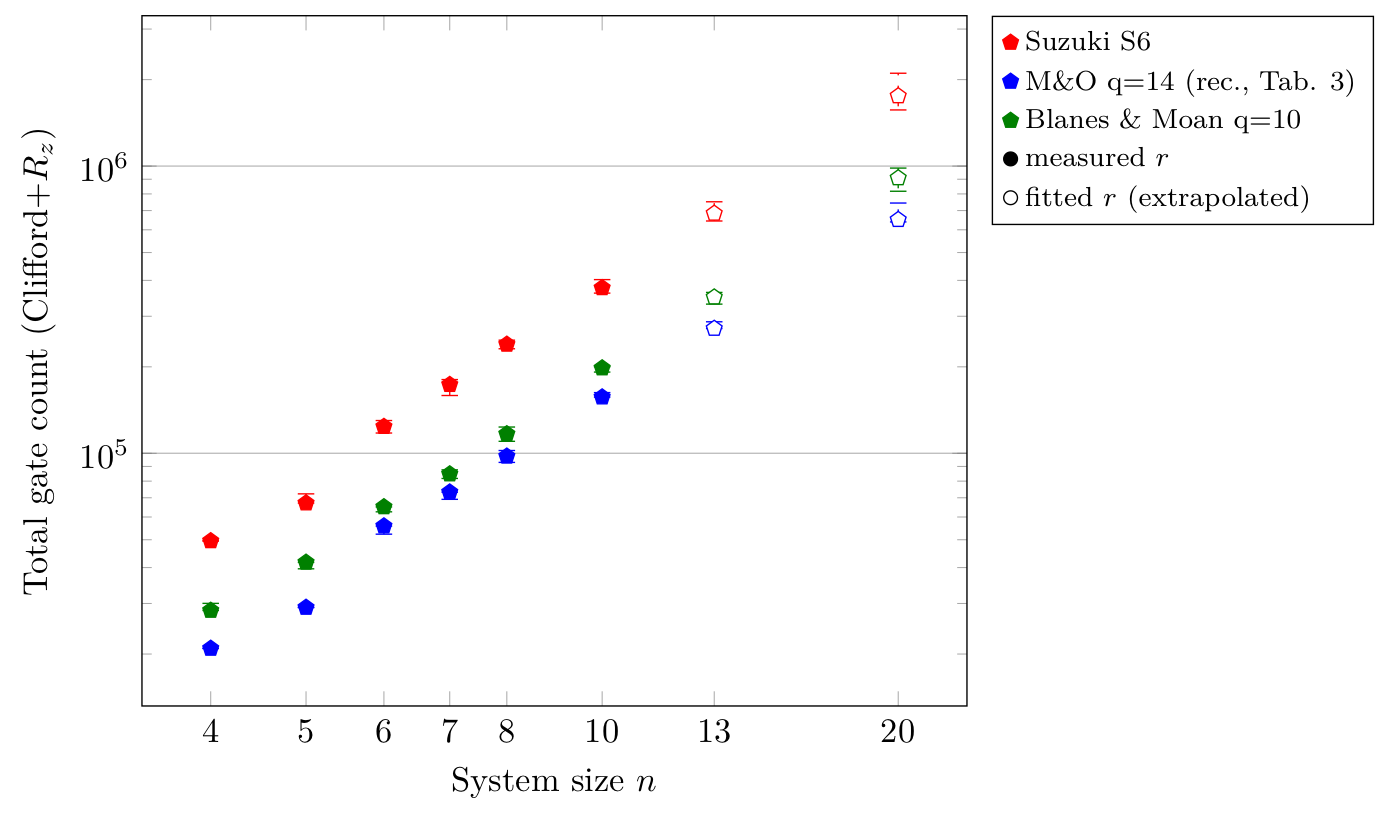 Total gate count (Clifford+R_z)
10^6
10^5
4 5 6 7 8 10 13 20
System size n
Suzuki S6
M&O q=14 (rec., Tab. 3)
Blanes & Moan q=10
measured r
fitted r (extrapolated)